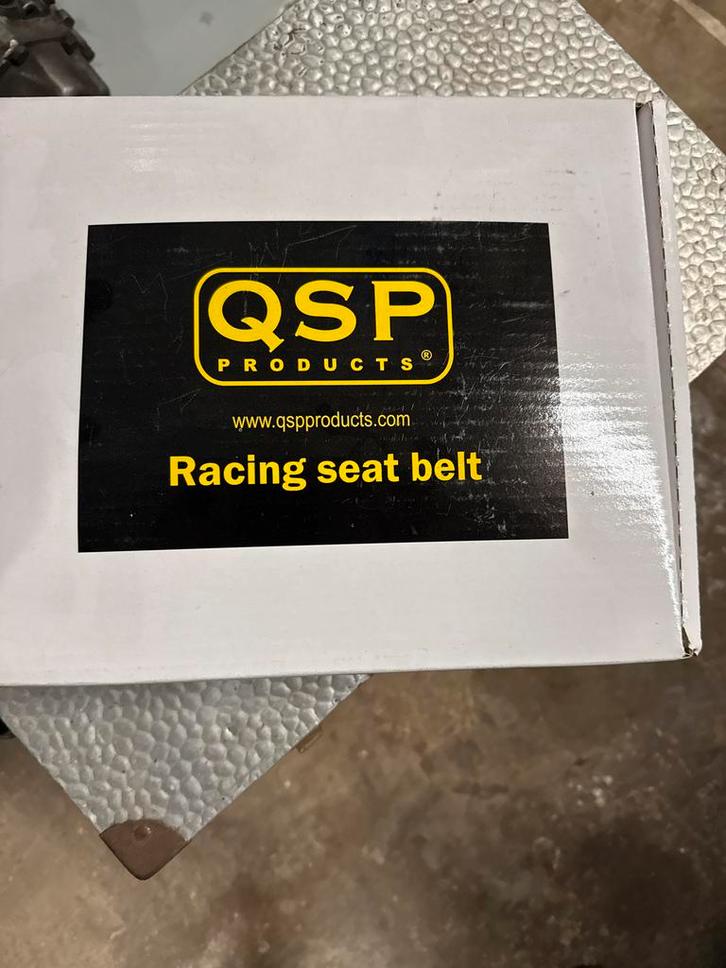 QSP
PRODUCTS®
www.qspproducts.com
Racing seat belt